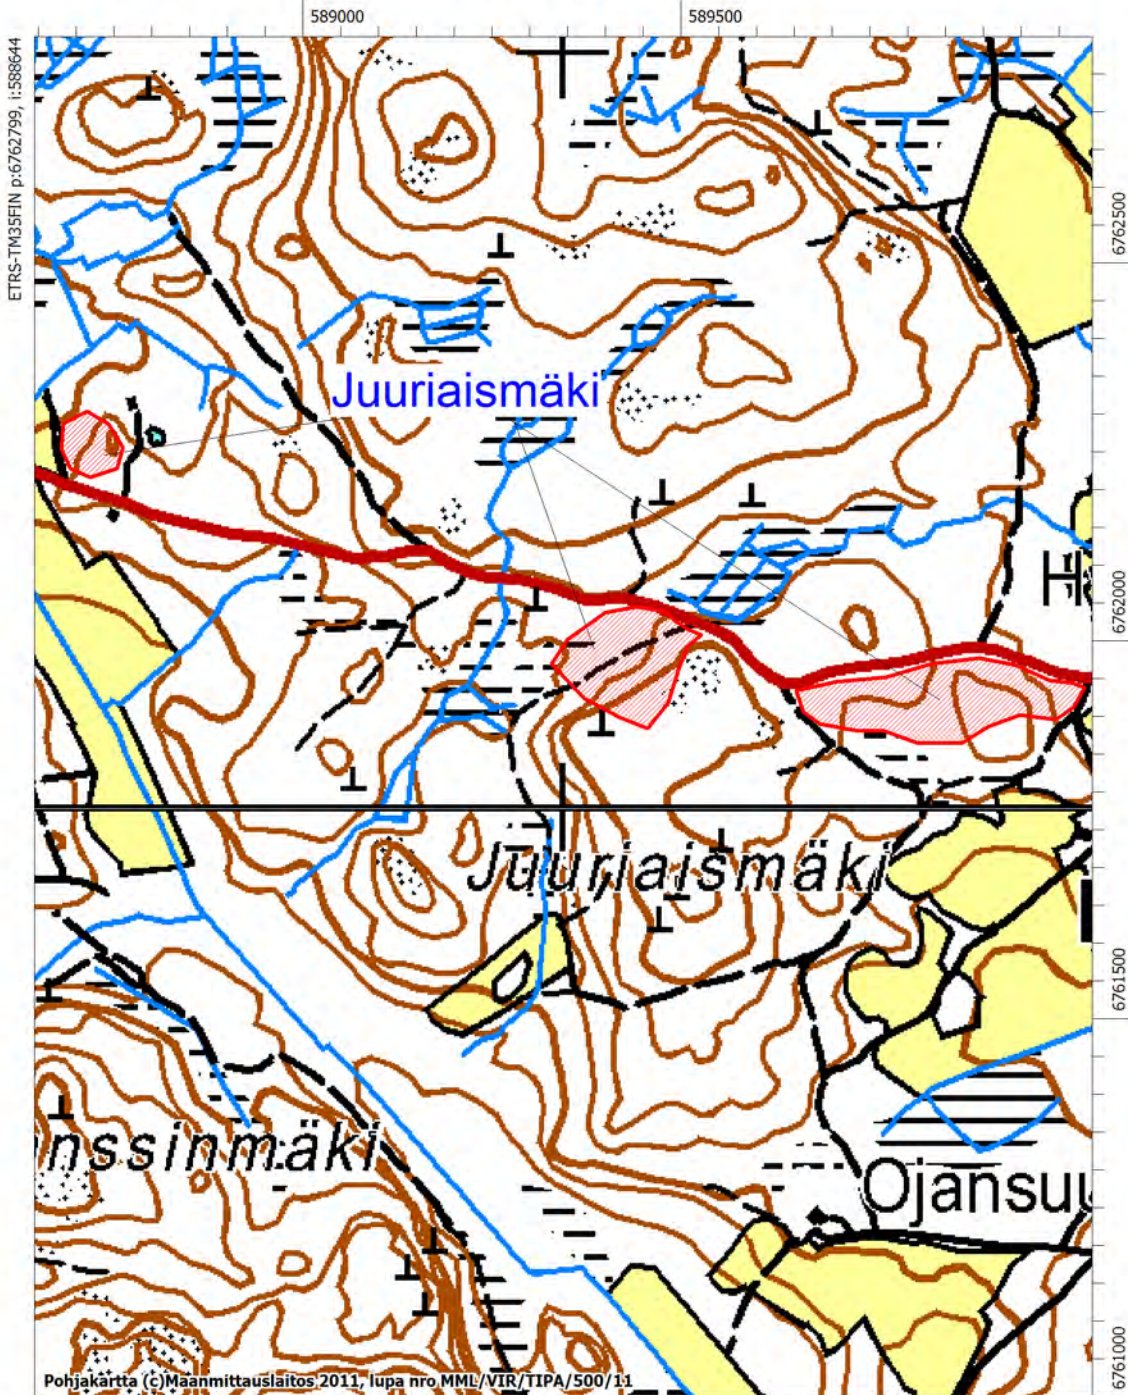 589000
589500
ETRS-TM35FIN p:6762799, i:588644
6762500
Juuriaismäki
6762000
Juuriaismäki
6761500
nssinmäki
Ojansuu
6761000
Pohjakartta (c)Maanmittauslaitos 2011, lupa nro MML/VIR/TIPA/500/11